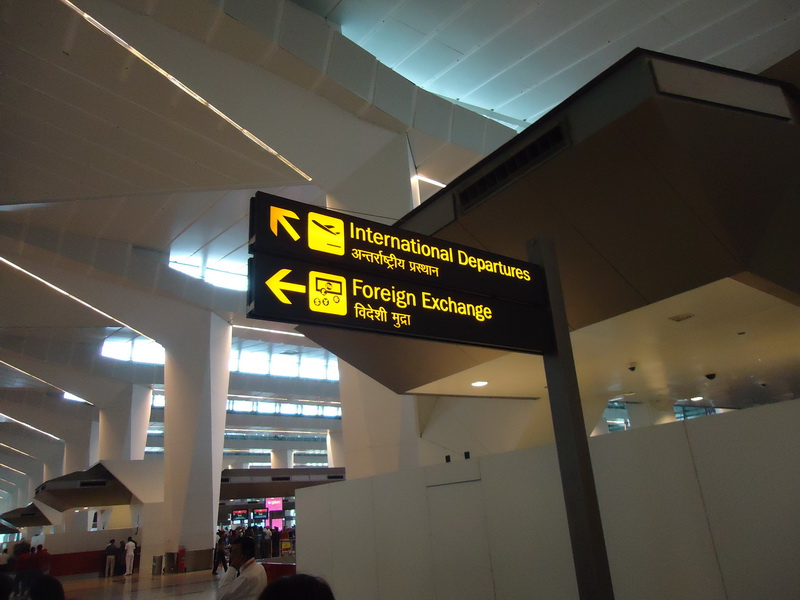 International Departures
अन्तर्राष्ट्रीय प्रस्थान
Foreign Exchange
विदेशी मुद्रा